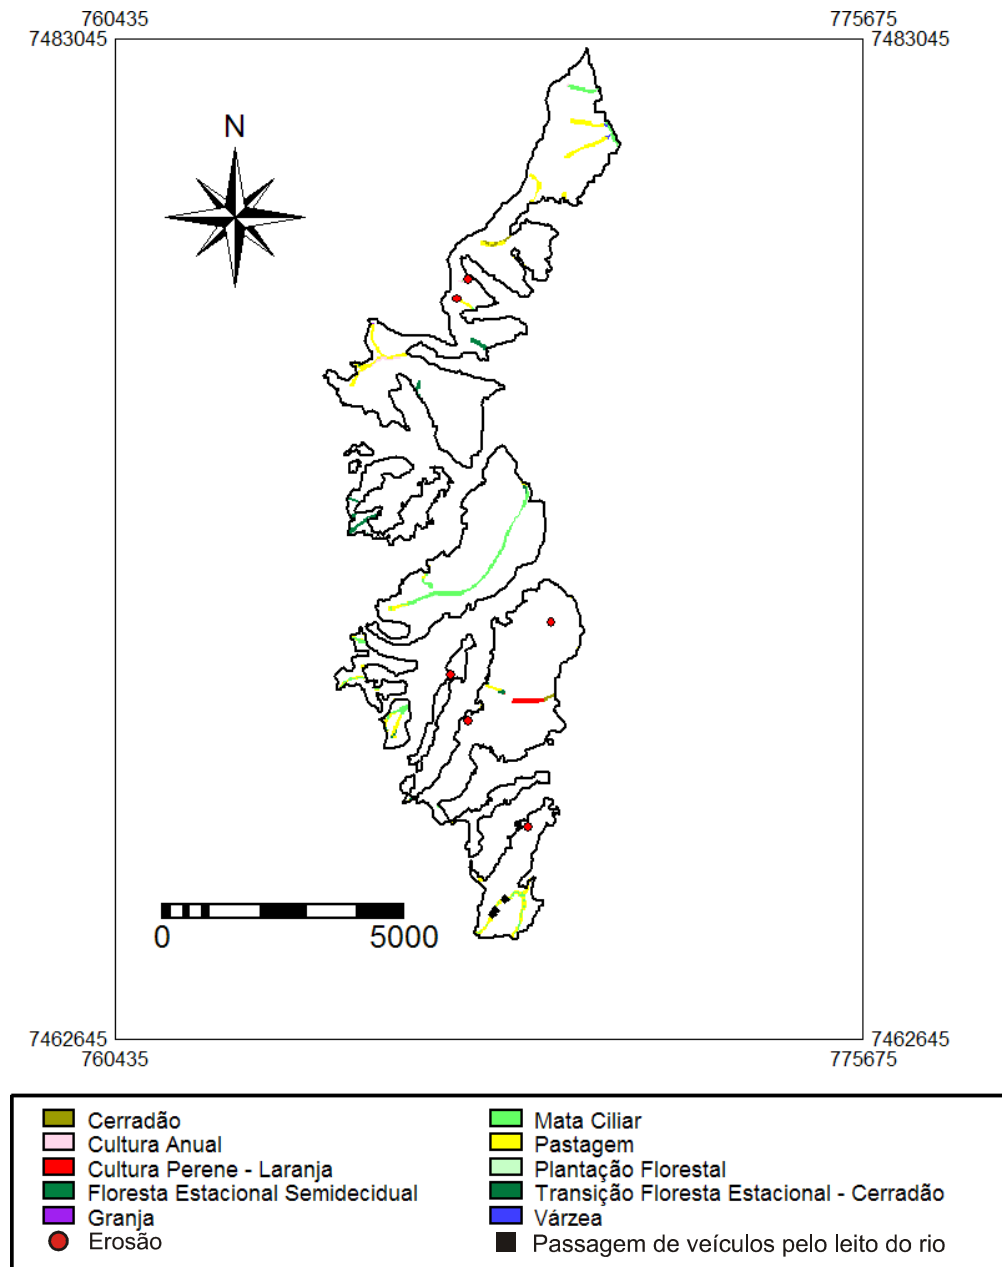 760435 775675
7483045 7483045
N
0 5000
7462645 7462645
760435 775675
Cerradão
Cultura Anual
Cultura Perene - Laranja
Floresta Estacional Semidecidual
Granja
Erosão
Mata Ciliar
Pastagem
Plantação Florestal
Transição Floresta Estacional - Cerradão
Várzea
Passagem de veículos pelo leito do rio